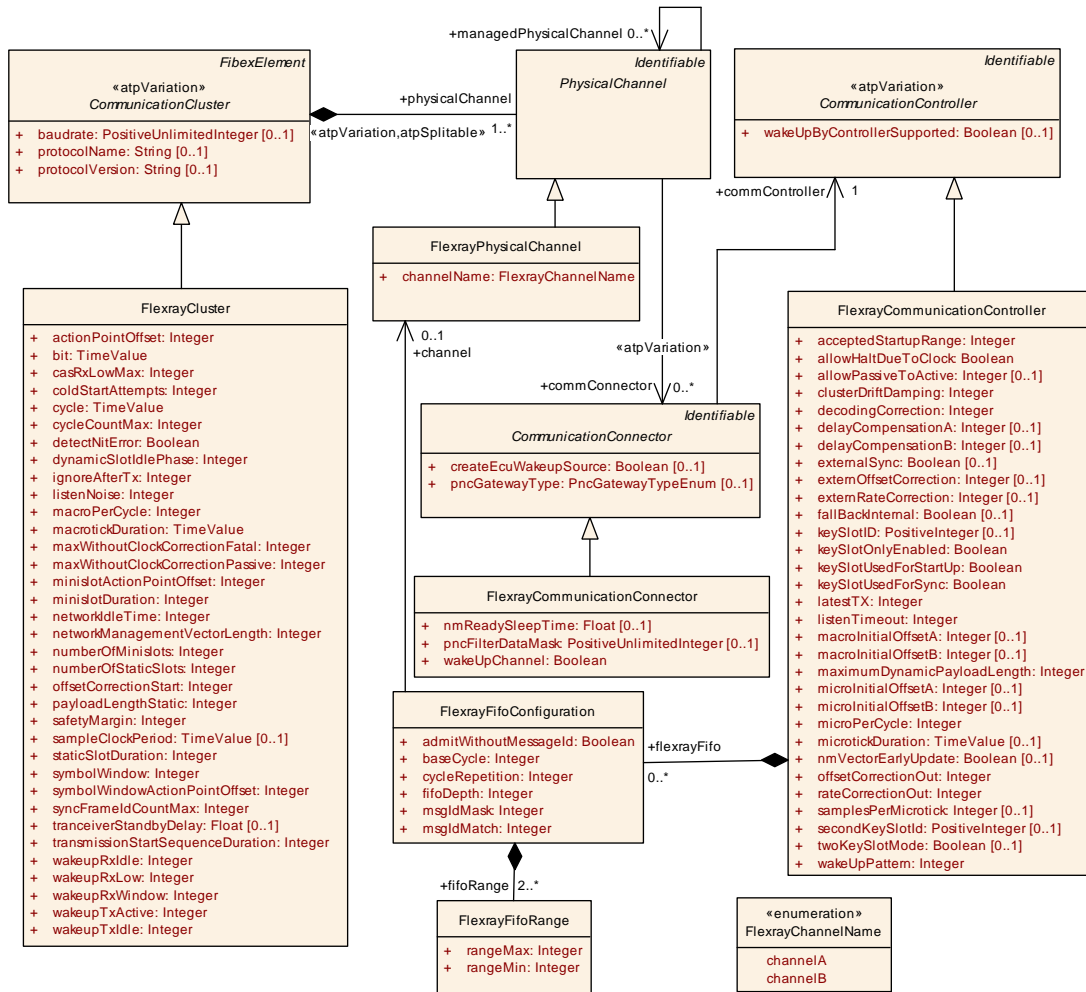 FibexElement
«atpVariation»
CommunicationCluster
+ baudrate: PositiveUnlimitedInteger [0..1]
+ protocolName: String [0..1]
+ protocolVersion: String [0..1]
+physicalChannel
«atpVariation,atpSplitable»
1..*
+managedPhysicalChannel 0..*
Identifiable
PhysicalChannel
Identifiable
«atpVariation»
CommunicationController
+ wakeUpByControllerSupported: Boolean [0..1]
+commController
1
FlexrayPhysicalChannel
+ channelName: FlexrayChannelName
0..1
+channel
«atpVariation»
+commConnector
0..*
FlexrayCluster
+ actionPointOffset: Integer
+ bit: TimeValue
+ casRxLowMax: Integer
+ coldStartAttempts: Integer
+ cycle: TimeValue
+ cycleCountMax: Integer
+ detectNitError: Boolean
+ dynamicSlotIdlePhase: Integer
+ ignoreAfterTx: Integer
+ listenNoise: Integer
+ macroPerCycle: Integer
+ macrotickDuration: TimeValue
+ maxWithoutClockCorrectionFatal: Integer
+ maxWithoutClockCorrectionPassive: Integer
+ minislotActionPointOffset: Integer
+ minislotDuration: Integer
+ networkIdleTime: Integer
+ networkManagementVectorLength: Integer
+ numberOfMinislots: Integer
+ numberOfStaticSlots: Integer
+ offsetCorrectionStart: Integer
+ payloadLengthStatic: Integer
+ safetyMargin: Integer
+ sampleClockPeriod: TimeValue [0..1]
+ staticSlotDuration: Integer
+ symbolWindow: Integer
+ symbolWindowActionPointOffset: Integer
+ syncFrameIdCountMax: Integer
+ tranceiverStandbyDelay: Float [0..1]
+ transmissionStartSequenceDuration: Integer
+ wakeupRxIdle: Integer
+ wakeupRxLow: Integer
+ wakeupRxWindow: Integer
+ wakeupTxActive: Integer
+ wakeupTxIdle: Integer
Identifiable
CommunicationConnector
+ createEcuWakeupSource: Boolean [0..1]
+ pncGatewayType: PncGatewayTypeEnum [0..1]
FlexrayCommunicationConnector
+ nmReadySleepTime: Float [0..1]
+ pncFilterDataMask: PositiveUnlimitedInteger [0..1]
+ wakeUpChannel: Boolean
FlexrayFifoConfiguration
+ admitWithoutMessageId: Boolean
+ baseCycle: Integer
+ cycleRepetition: Integer
+ fifoDepth: Integer
+ msgIdMask: Integer
+ msgIdMatch: Integer
+flexrayFifo
0..*
+fifoRange
2..*
FlexrayFifoRange
+ rangeMax: Integer
+ rangeMin: Integer
FlexrayCommunicationController
+ acceptedStartupRange: Integer
+ allowHaltDueToClock: Boolean
+ allowPassiveToActive: Integer [0..1]
+ clusterDriftDamping: Integer
+ decodingCorrection: Integer
+ delayCompensationA: Integer [0..1]
+ delayCompensationB: Integer [0..1]
+ externalSync: Boolean [0..1]
+ externOffsetCorrection: Integer [0..1]
+ externRateCorrection: Integer [0..1]
+ fallBackInternal: Boolean [0..1]
+ keySlotID: PositiveInteger [0..1]
+ keySlotOnlyEnabled: Boolean
+ keySlotUsedForStartUp: Boolean
+ keySlotUsedForSync: Boolean
+ latestTX: Integer
+ listenTimeout: Integer
+ macroInitialOffsetA: Integer [0..1]
+ macroInitialOffsetB: Integer [0..1]
+ maximumDynamicPayloadLength: Integer
+ microInitialOffsetA: Integer [0..1]
+ microInitialOffsetB: Integer [0..1]
+ microPerCycle: Integer
+ microtickDuration: TimeValue [0..1]
+ nmVectorEarlyUpdate: Boolean [0..1]
+ offsetCorrectionOut: Integer
+ rateCorrectionOut: Integer
+ samplesPerMicrotick: Integer [0..1]
+ secondKeySlotId: PositiveInteger [0..1]
+ twoKeySlotMode: Boolean [0..1]
+ wakeUpPattern: Integer
«enumeration»
FlexrayChannelName
channelA
channelB